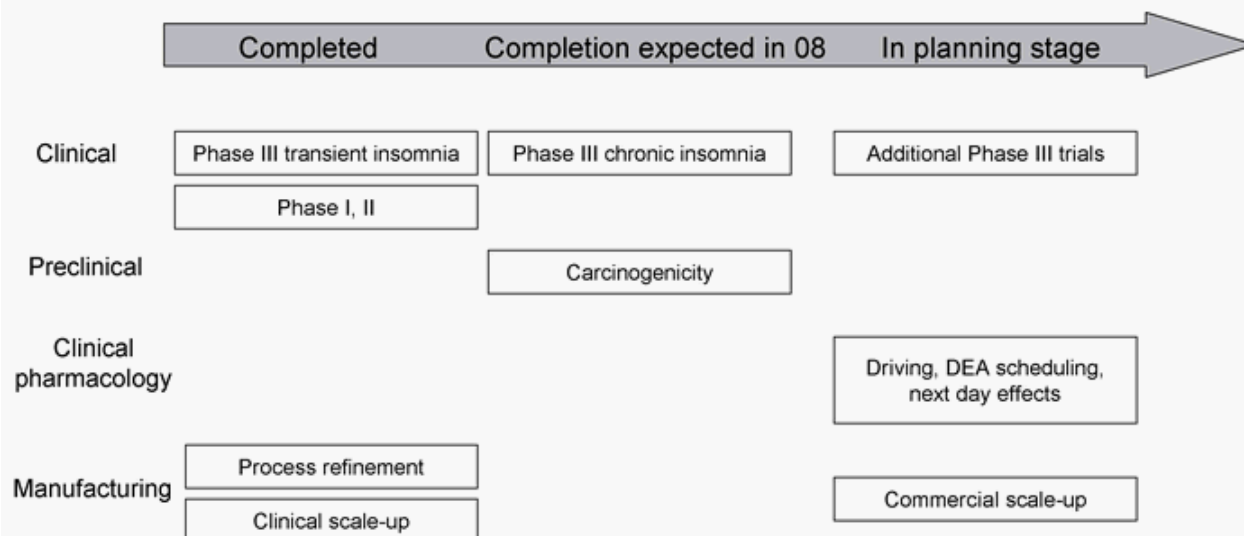 Completed
Completion expected in 08
In planning stage
Clinical
Phase III transient insomnia
Phase III chronic insomnia
Additional Phase III trials
Phase I, II
Preclinical
Carcinogenicity
Clinical
pharmacology
Driving, DEA scheduling,
next day effects
Manufacturing
Process refinement
Clinical scale-up
Commercial scale-up